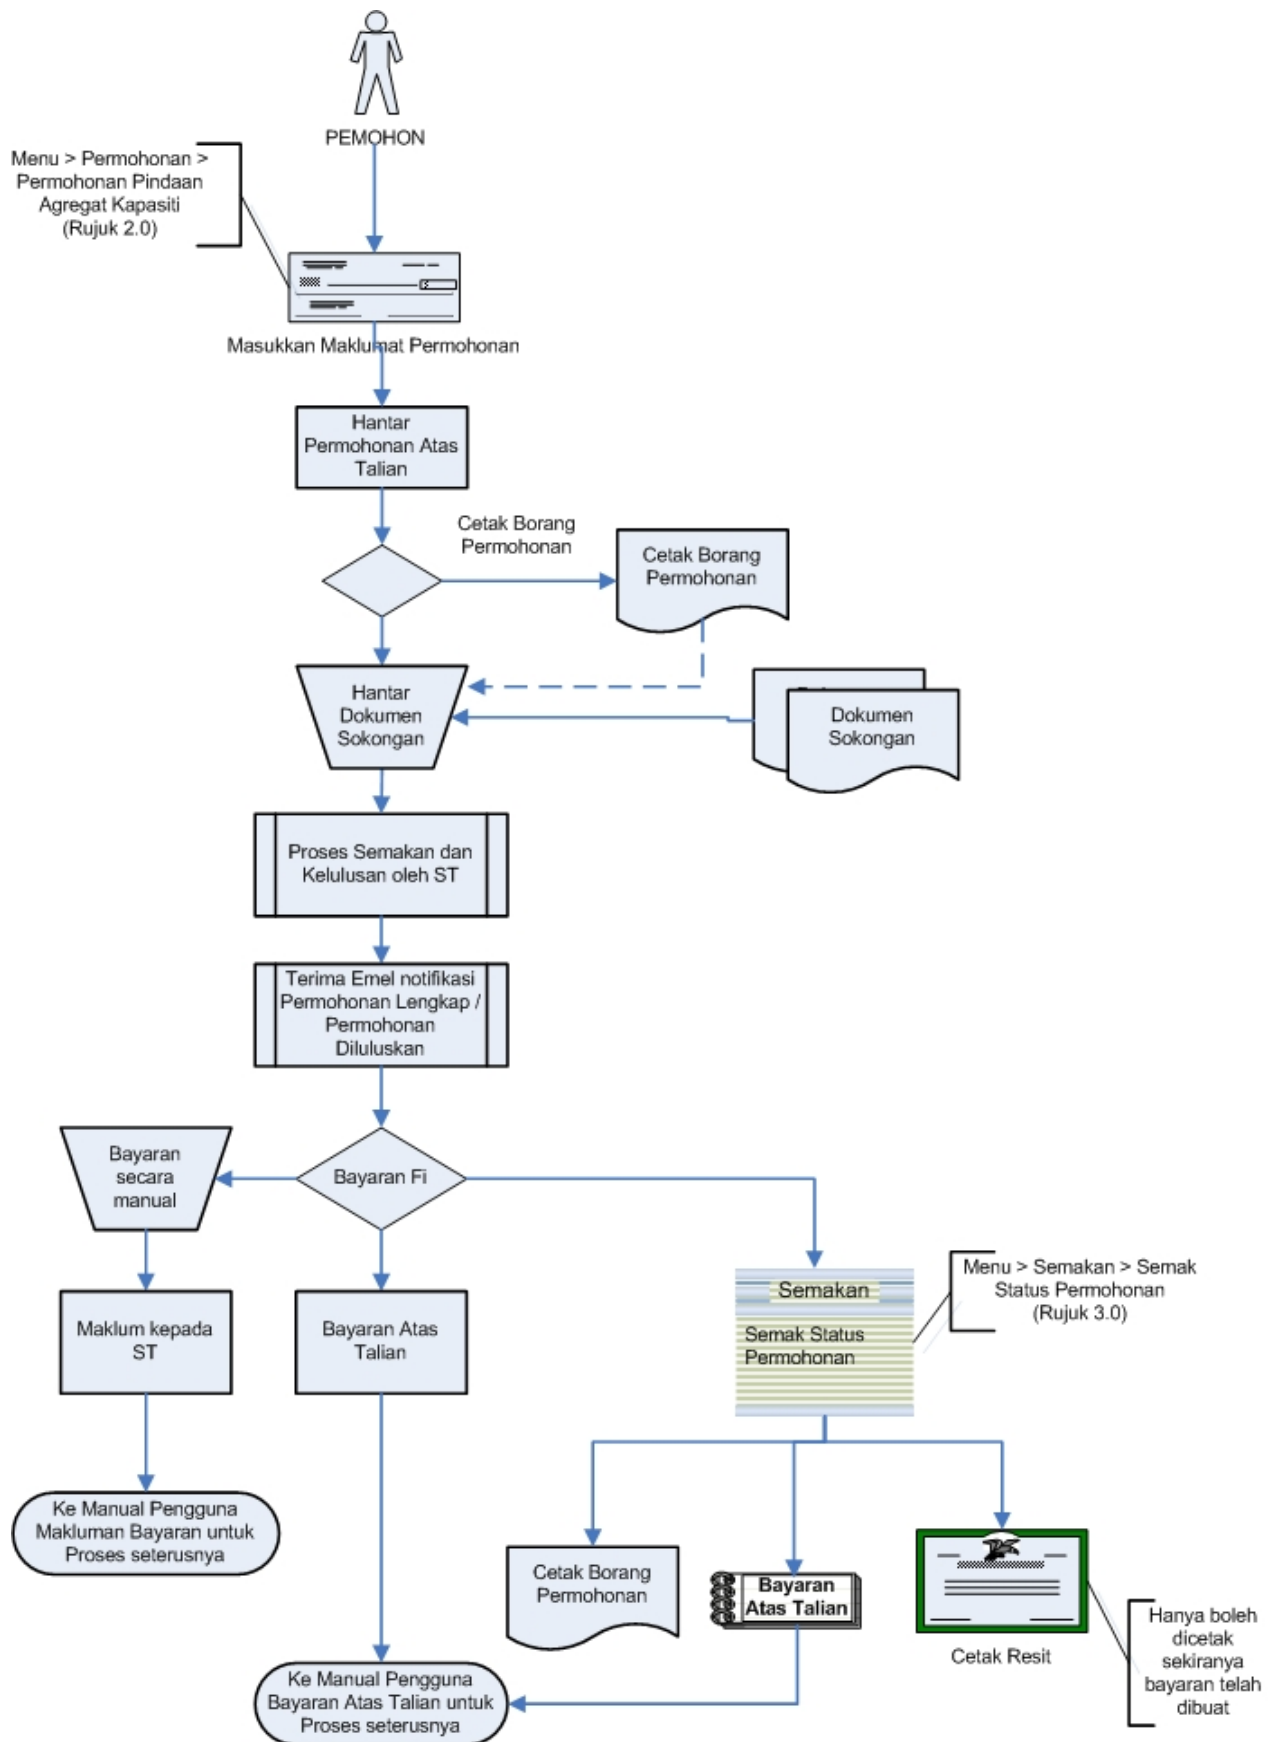 PEMOHON
Menu > Permohonan >
Permohonan Pindaan
Agregat Kapasiti
(Rujuk 2.0)
Masukkan Maklumat Permohonan
Hantar
Permohonan Atas
Talian
Cetak Borang
Permohonan
Cetak Borang
Permohonan
Hantar
Dokumen
Sokongan
Dokumen
Sokongan
Proses Semakan dan
Kelulusan oleh ST
Terima Emel notifikasi
Permohonan Lengkap /
Permohonan
Diluluskan
Bayaran
secara
manual
Bayaran Fi
Menu > Semakan > Semak
Status Permohonan
(Rujuk 3.0)
Semakan
Semak Status
Permohonan
Maklum kepada
ST
Bayaran Atas
Talian
Ke Manual Pengguna
Makluman Bayaran untuk
Proses seterusnya
Cetak Borang
Permohonan
Bayaran
Atas Talian
Cetak Resit
Hanya boleh
dicetak
sekiranya
bayaran telah
dibuat
Ke Manual Pengguna
Bayaran Atas Talian untuk
Proses seterusnya